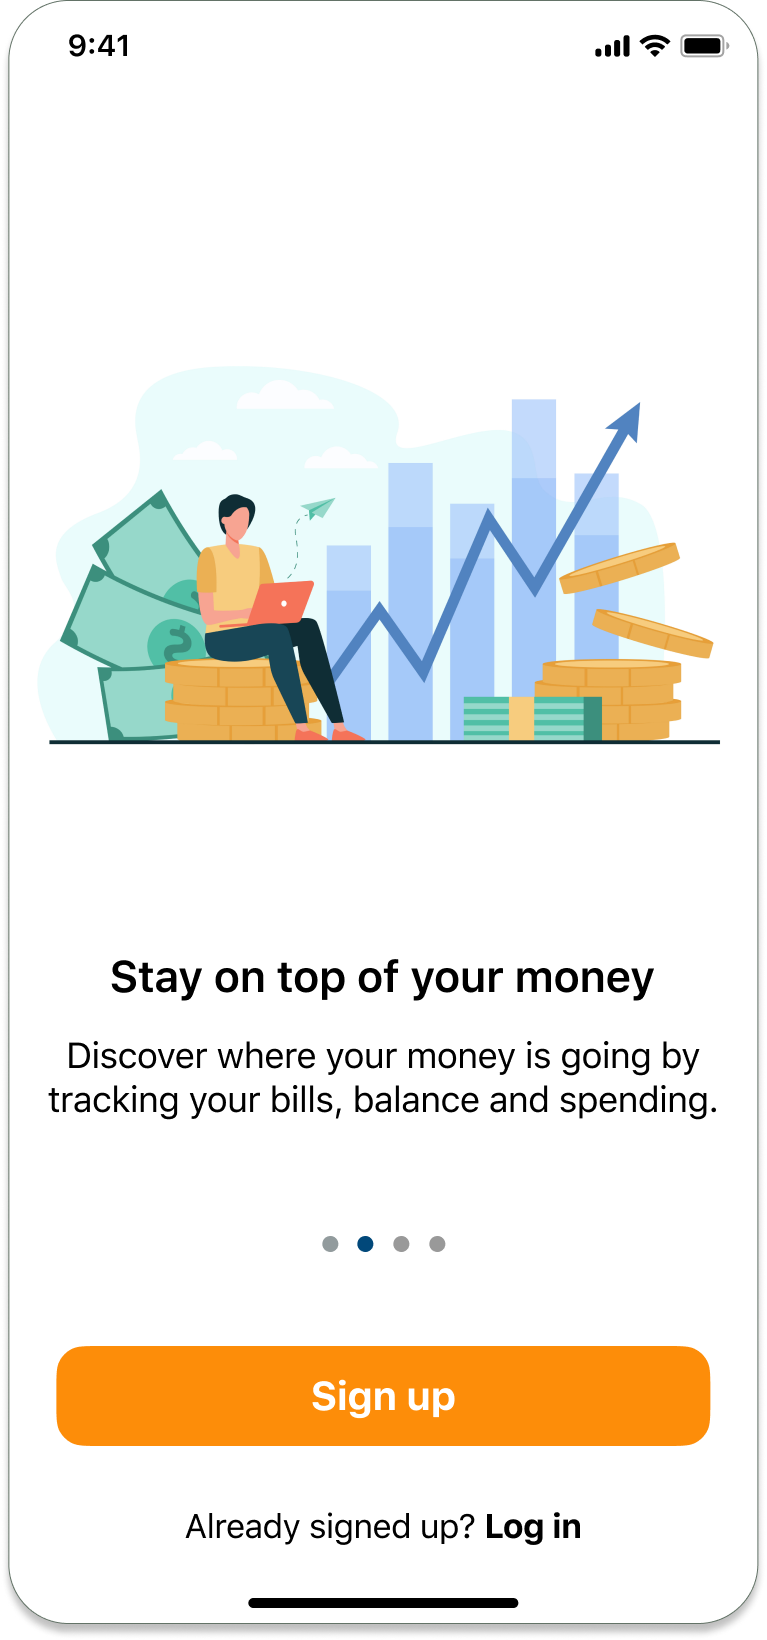 9:41
$
Stay on top of your money
Discover where your money is going by
tracking your bills, balance and spending.
Sign up
Already signed up? Log in